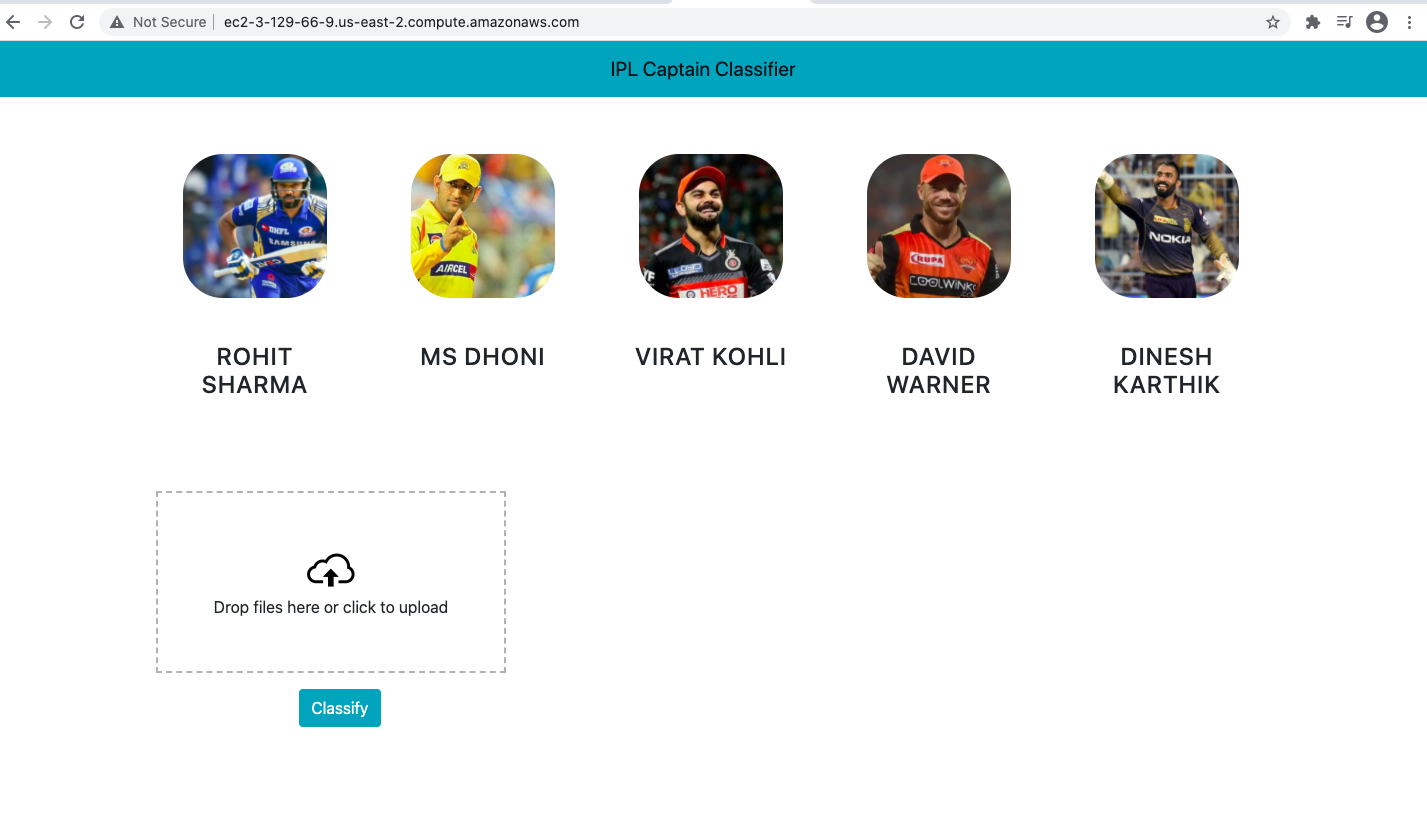 Not Secure | ec2-3-129-66-9.us-east-2.compute.amazonaws.com
IPL Captain Classifier
DHFL
SAMSUNG
AIRCEL
HERO
RUPA
COOLWINKS
NOKIA
ROHIT SHARMA
MS DHONI
VIRAT KOHLI
DAVID WARNER
DINESH KARTHIK
Drop files here or click to upload
Classify